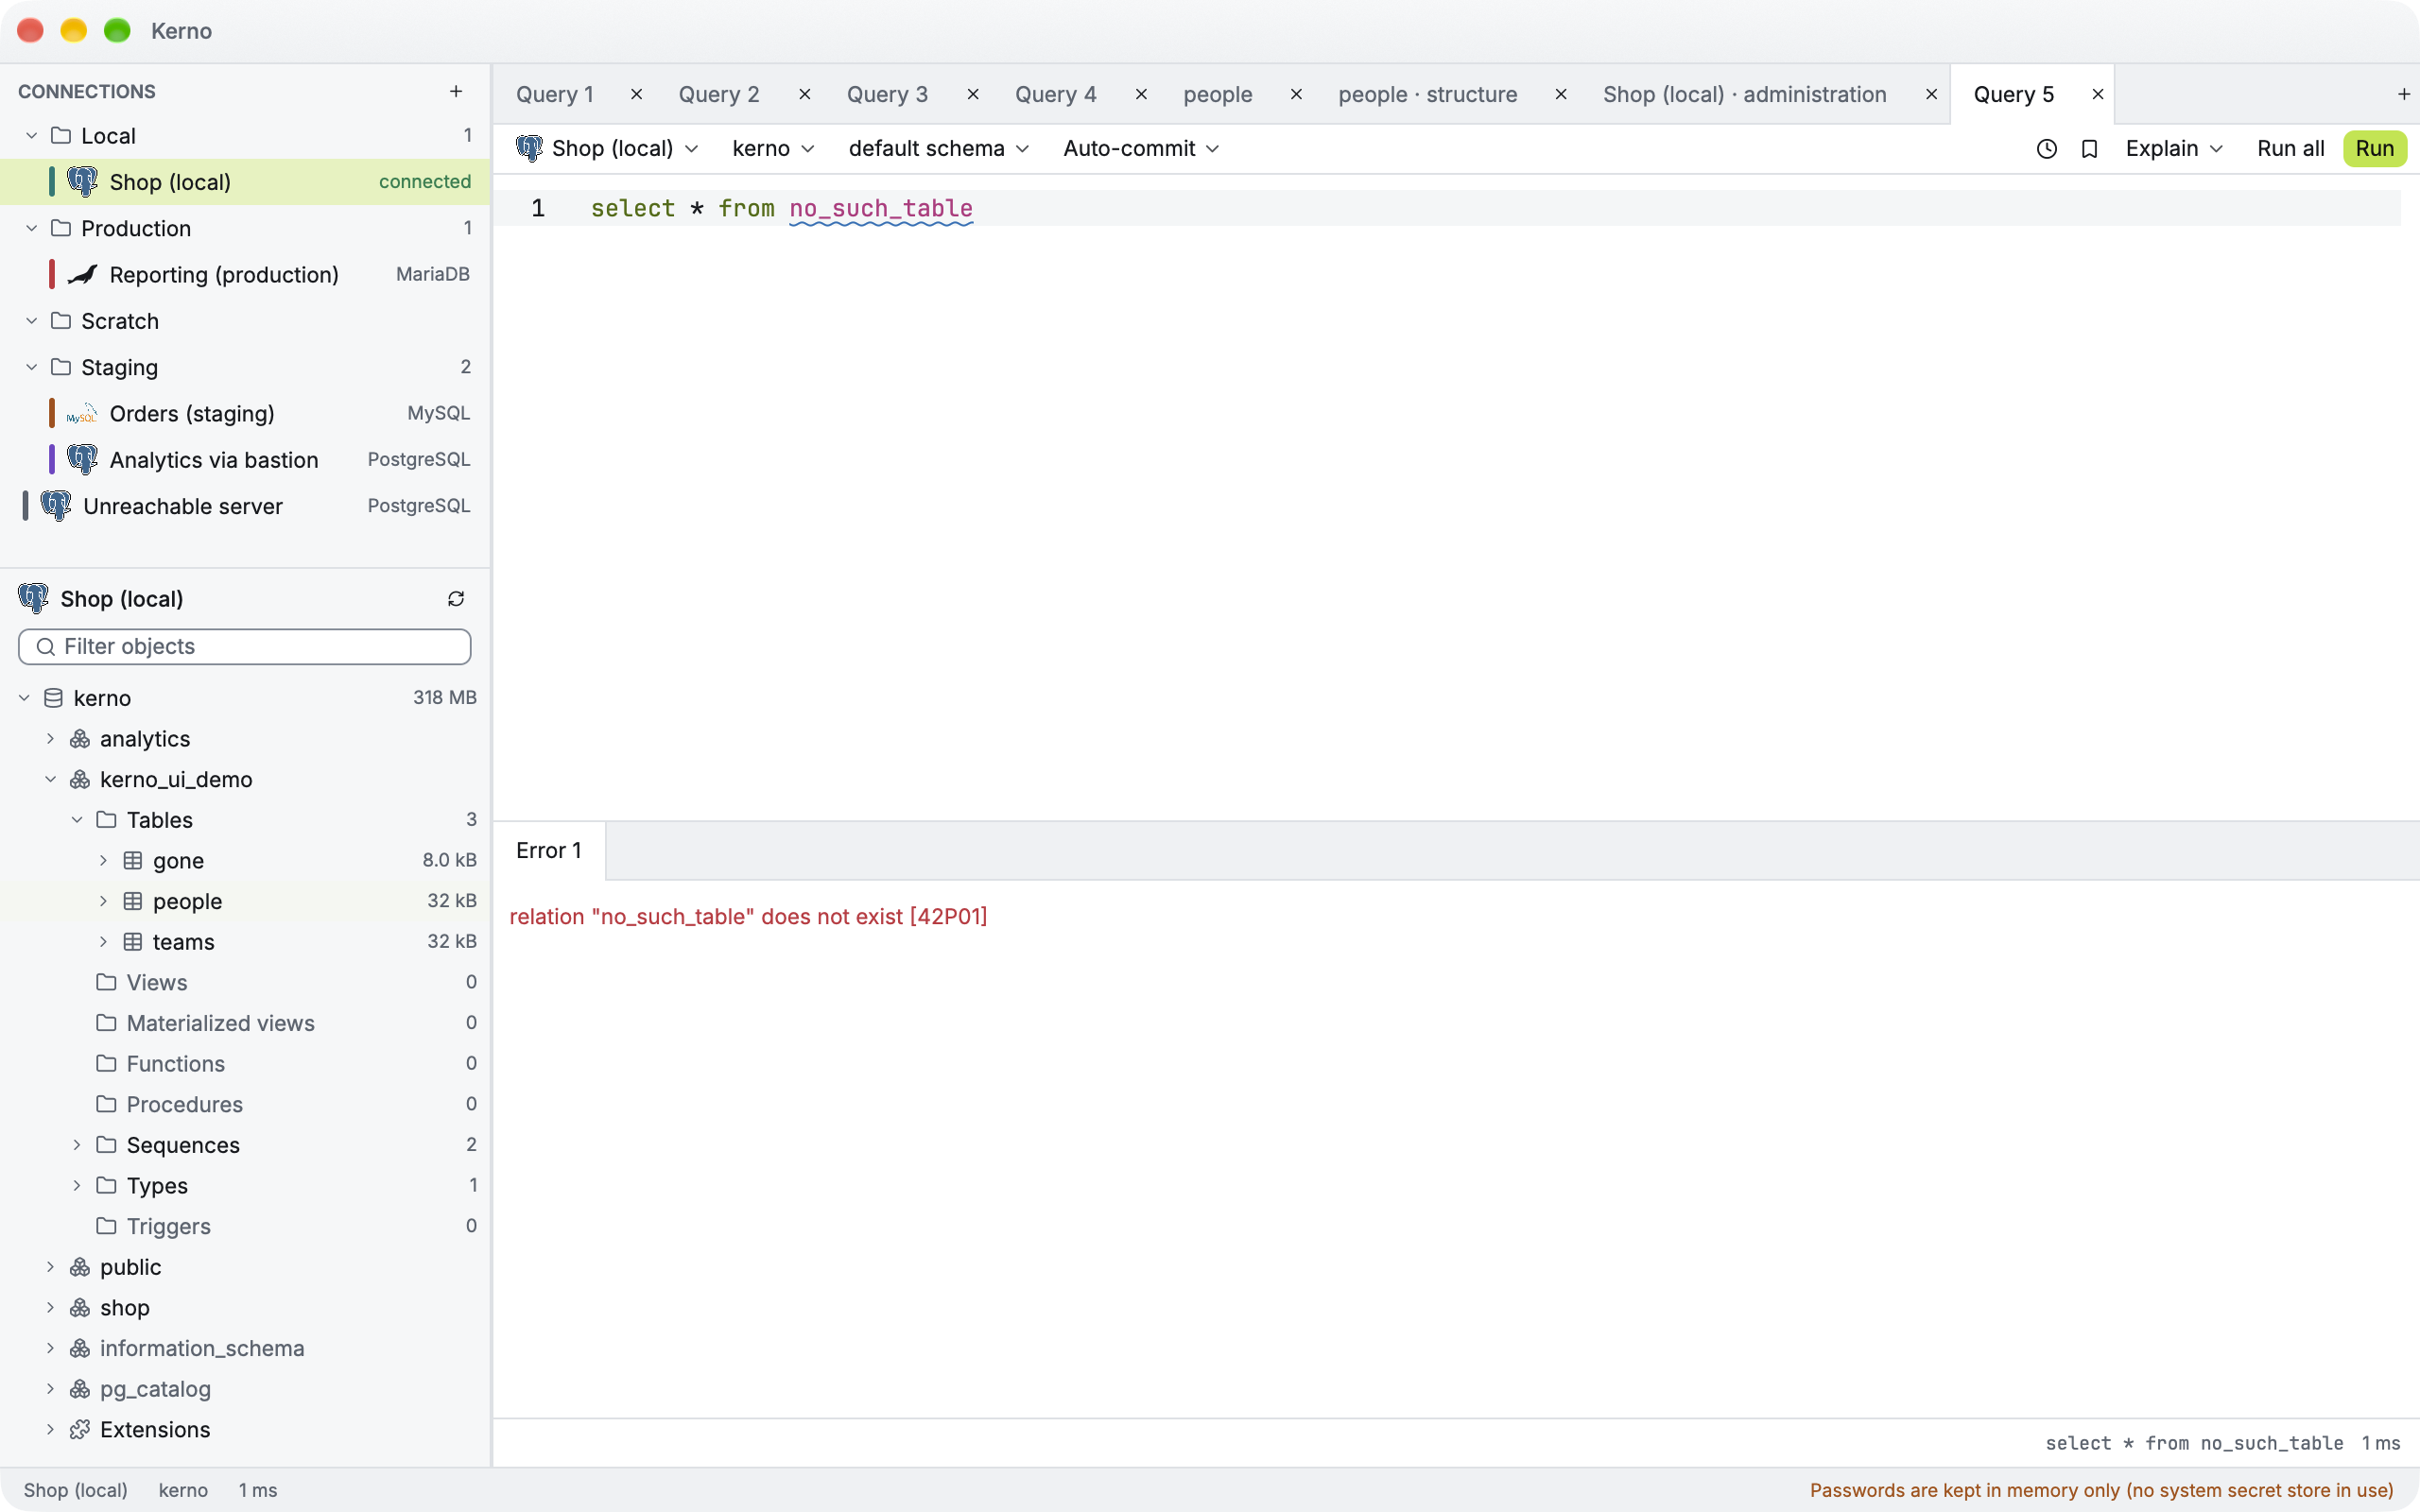 Kerno
CONNECTIONS
Local 1
Shop (local) connected
Production 1
Reporting (production) MariaDB
Scratch
Staging 2
MySQL Orders (staging) MySQL
Analytics via bastion PostgreSQL
Unreachable server PostgreSQL
Shop (local)
Filter objects
kerno 318 MB
analytics
kerno_ui_demo
Tables 3
gone 8.0 kB
people 32 kB
teams 32 kB
Views 0
Materialized views 0
Functions 0
Procedures 0
Sequences 2
Types 1
Triggers 0
public
shop
information_schema
pg_catalog
Extensions
Query 1 Query 2 Query 3 Query 4 people people · structure Shop (local) · administration Query 5
Shop (local) kerno default schema Auto-commit Explain Run all Run
1 select * from no_such_table
Error 1
relation "no_such_table" does not exist [42P01]
select * from no_such_table 1 ms
Shop (local) kerno 1 ms Passwords are kept in memory only (no system secret store in use)